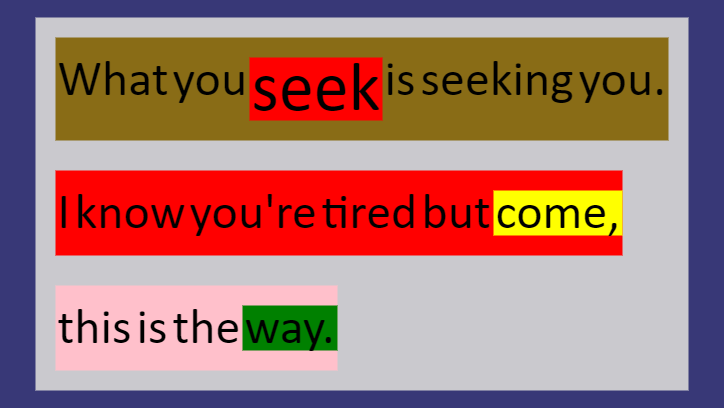 What you seek is seeking you.
I know you're tired but come,
this is the way.